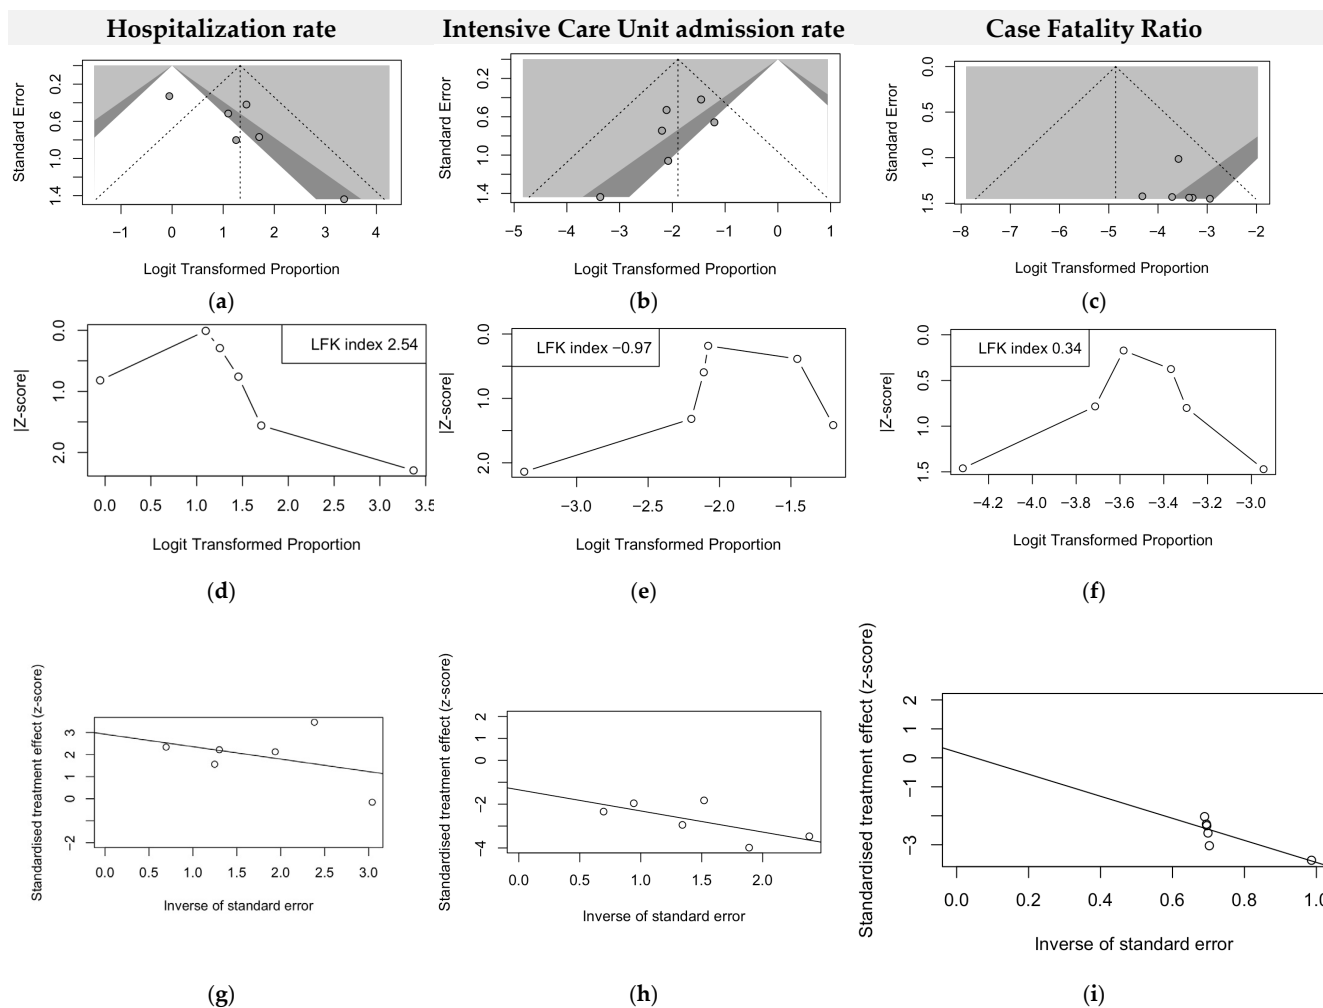 Hospitalization rate
Intensive Care Unit admission rate
Case Fatality Ratio
Standard Error
0.2
0.6
1.0
1.4
−1 0 1 2 3 4
Logit Transformed Proportion
(a)
Standard Error
0.2
0.6
1.0
1.4
−5 −4 −3 −2 −1 0 1
Logit Transformed Proportion
(b)
Standard Error
0.0
0.5
1.0
1.5
−8 −7 −6 −5 −4 −3 −2
Logit Transformed Proportion
(c)
|Z−score|
0.0
1.0
2.0
LFK index 2.54
0.0 0.5 1.0 1.5 2.0 2.5 3.0 3.5
Logit Transformed Proportion
(d)
|Z−score|
0.0
1.0
2.0
LFK index −0.97
−3.0 −2.5 −2.0 −1.5
Logit Transformed Proportion
(e)
|Z−score|
0.0
0.5
1.0
1.5
LFK index 0.34
−4.2 −4.0 −3.8 −3.6 −3.4 −3.2 −3.0
Logit Transformed Proportion
(f)
Standardised treatment effect (z−score)
3
2
1
0
−2
0.0 0.5 1.0 1.5 2.0 2.5 3.0
Inverse of standard error
(g)
Standardised treatment effect (z−score)
2
1
0
−2
−4
0.0 0.5 1.0 1.5 2.0
Inverse of standard error
(h)
Standardised treatment effect (z−score)
2
1
0
−1
−3
0.0 0.2 0.4 0.6 0.8 1.0
Inverse of standard error
(i)